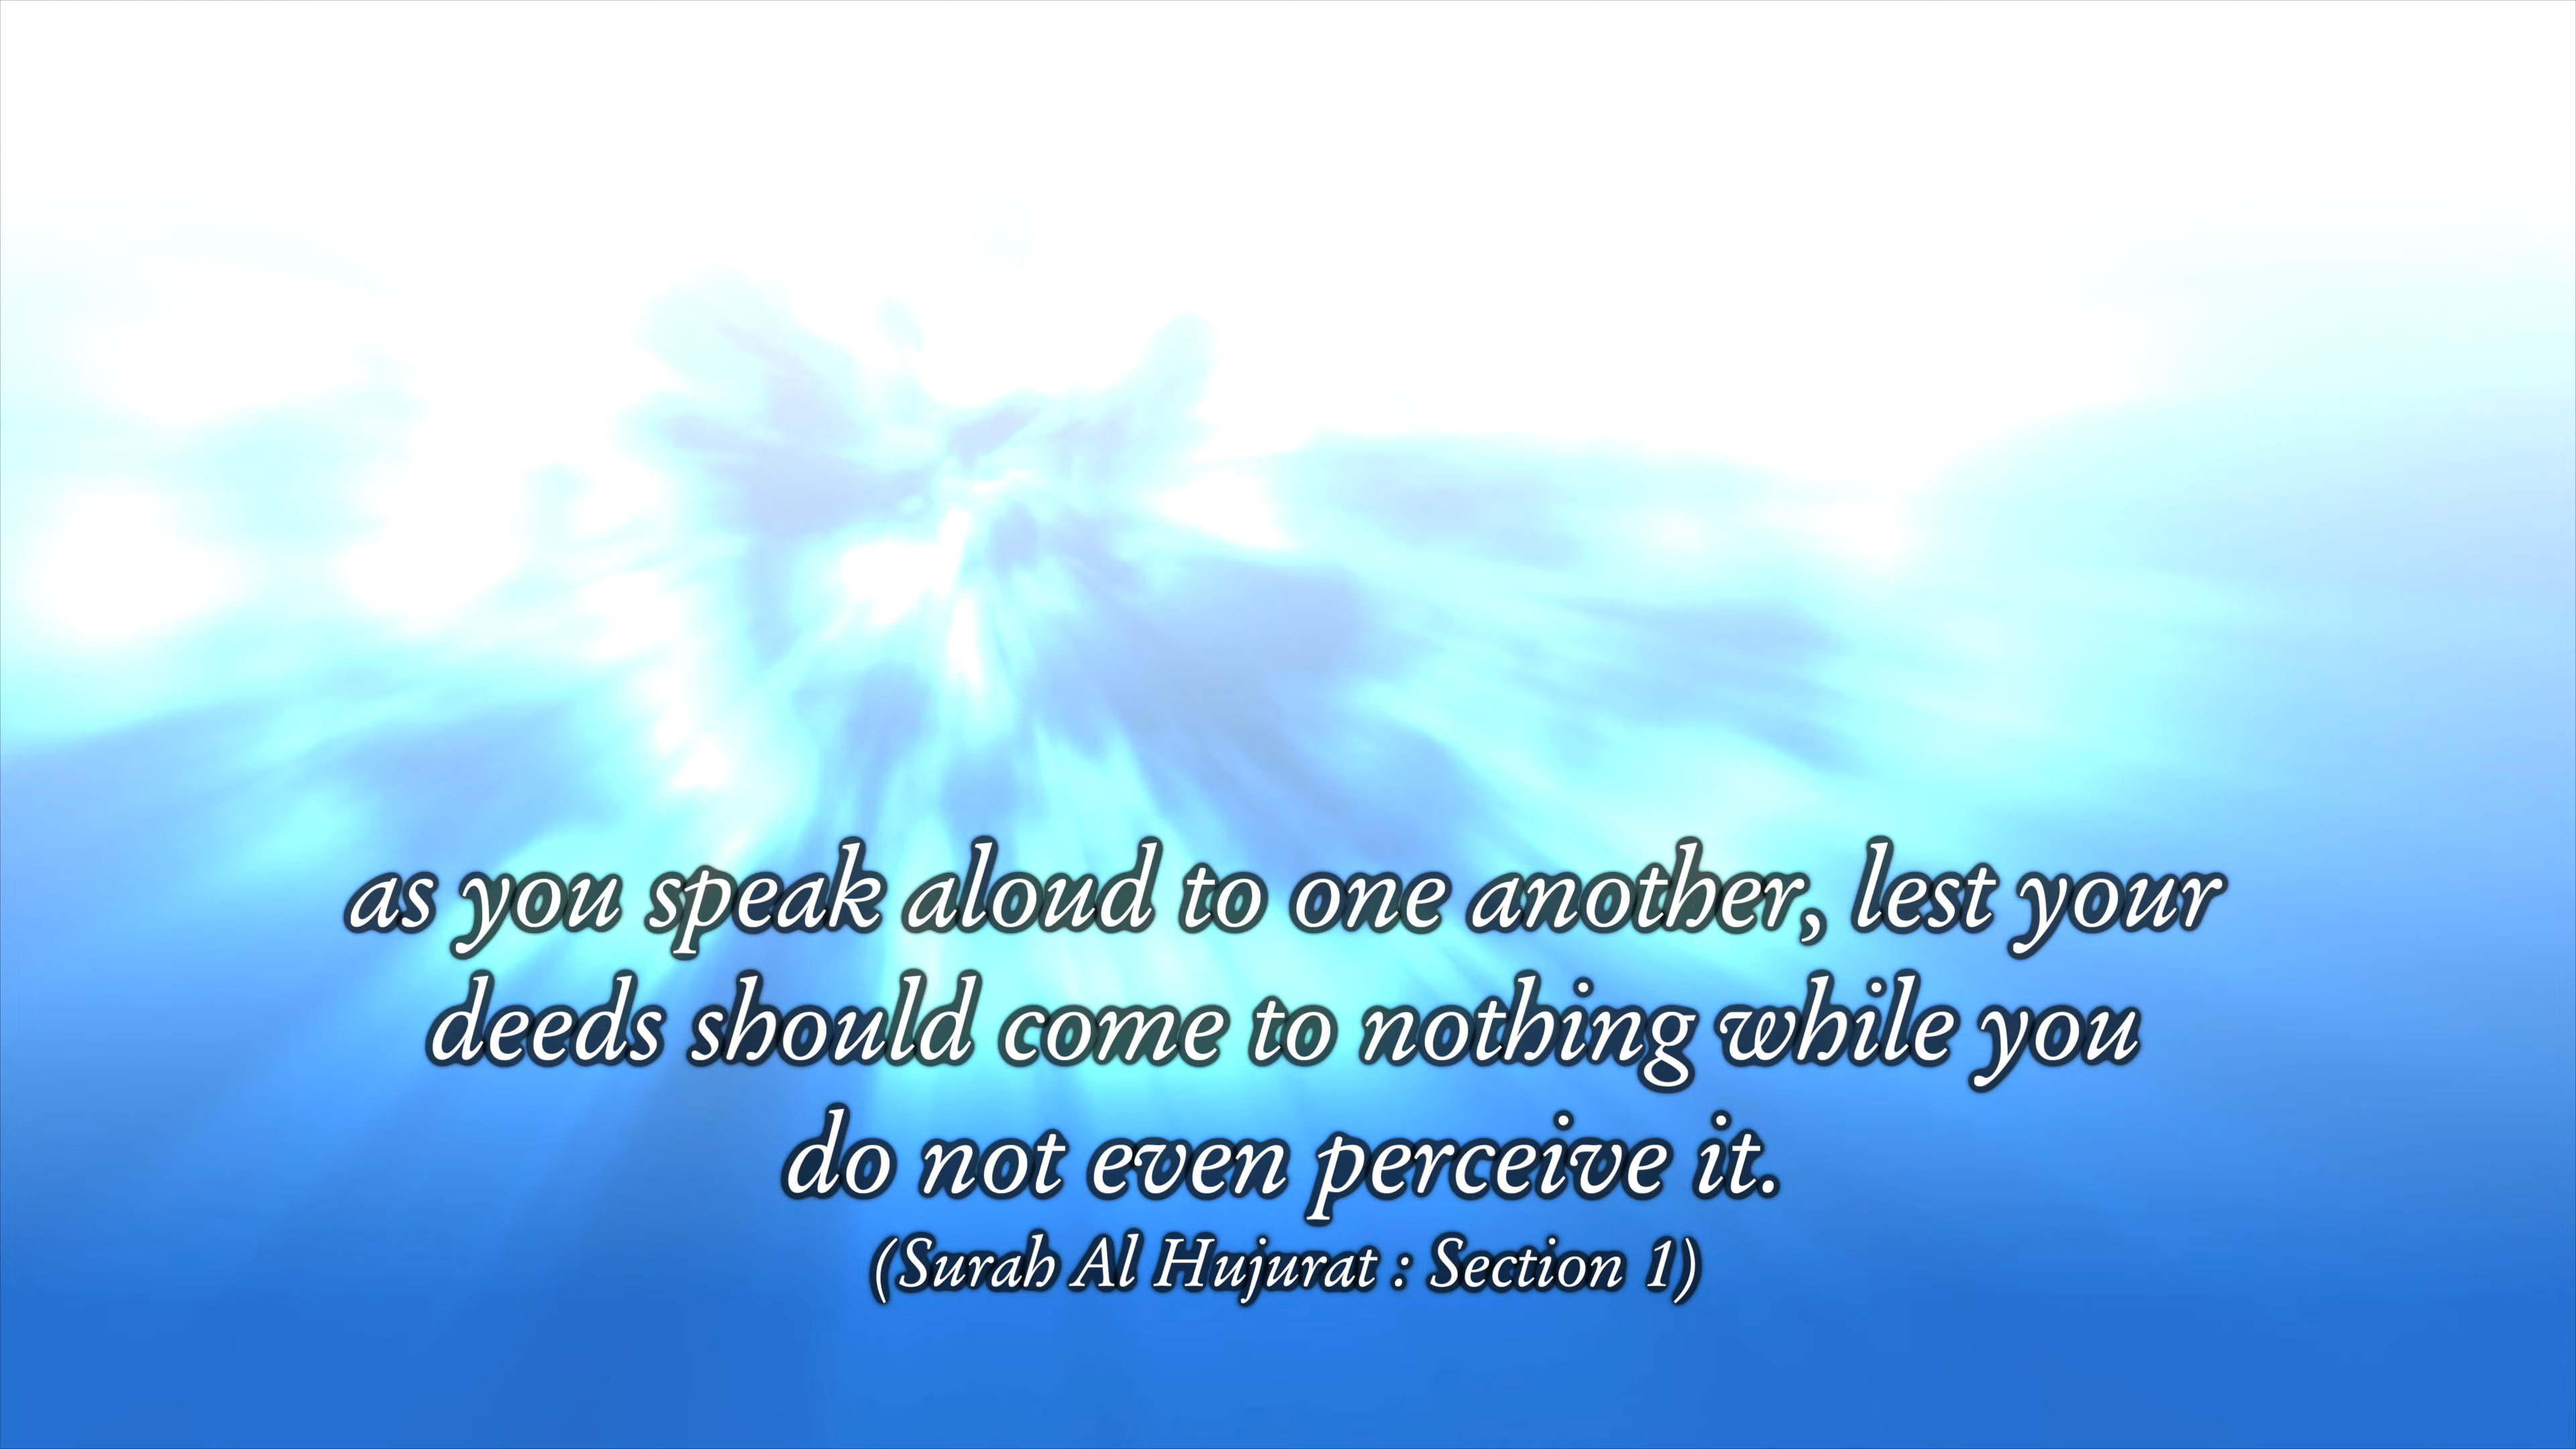 as you speak aloud to one another, lest your
deeds should come to nothing while you
do not even perceive it.
(Surah Al Hujurat : Section 1)